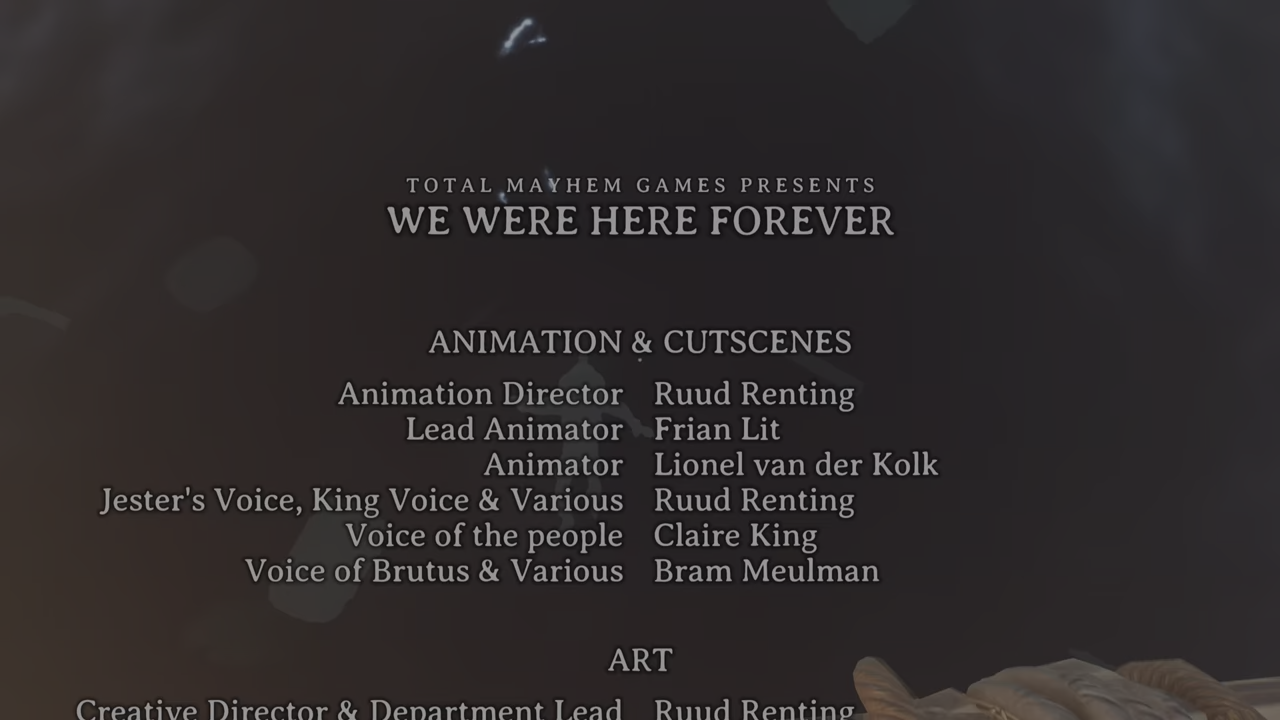 TOTAL MAYHEM GAMES PRESENTS
WE WERE HERE FOREVER
ANIMATION & CUTSCENES
Animation Director Ruud Renting
Lead Animator Frian Lit
Animator Lionel van der Kolk
Jester's Voice, King Voice & Various Ruud Renting
Voice of the people Claire King
Voice of Brutus & Various Bram Meulman
ART
Creative Director & Department Lead Ruud Renting